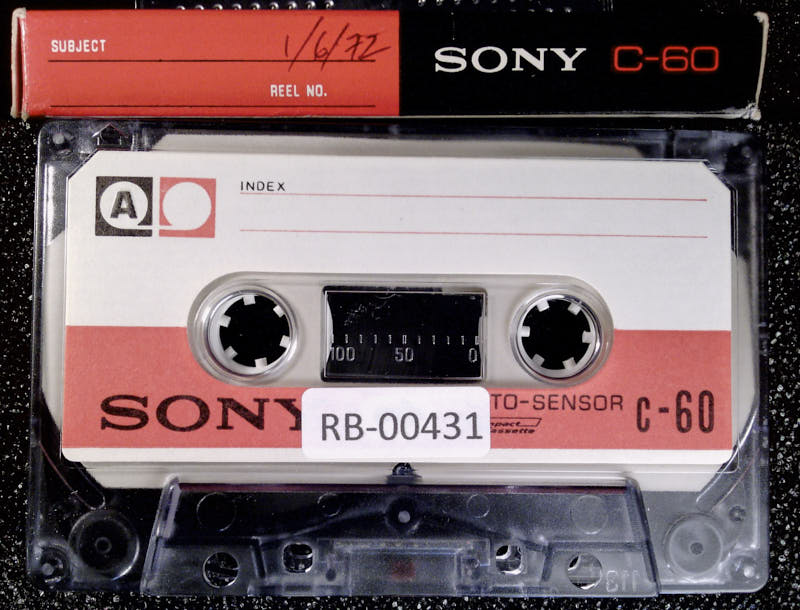 SUBJECT
1/6/72
SONY C-60
REEL NO.
A
INDEX
100 50 0
SONY
TO-SENSOR
C-60
RB-00431